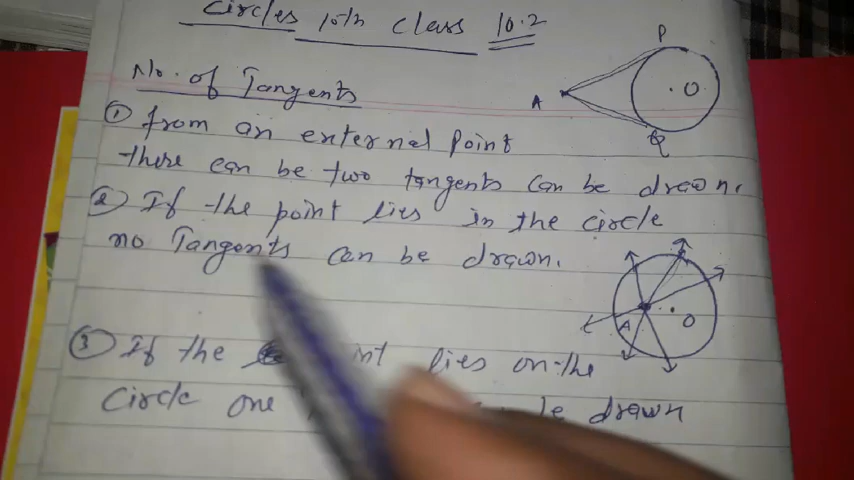 Circles 10th Class 10.2
No. of Tangents
P
O
A
Q
① from an external point
there can be two tangents can be drawn.
② If the point lies in the circle
no Tangents can be drawn.
A
O
③ If the lies on the
Circle one drawn